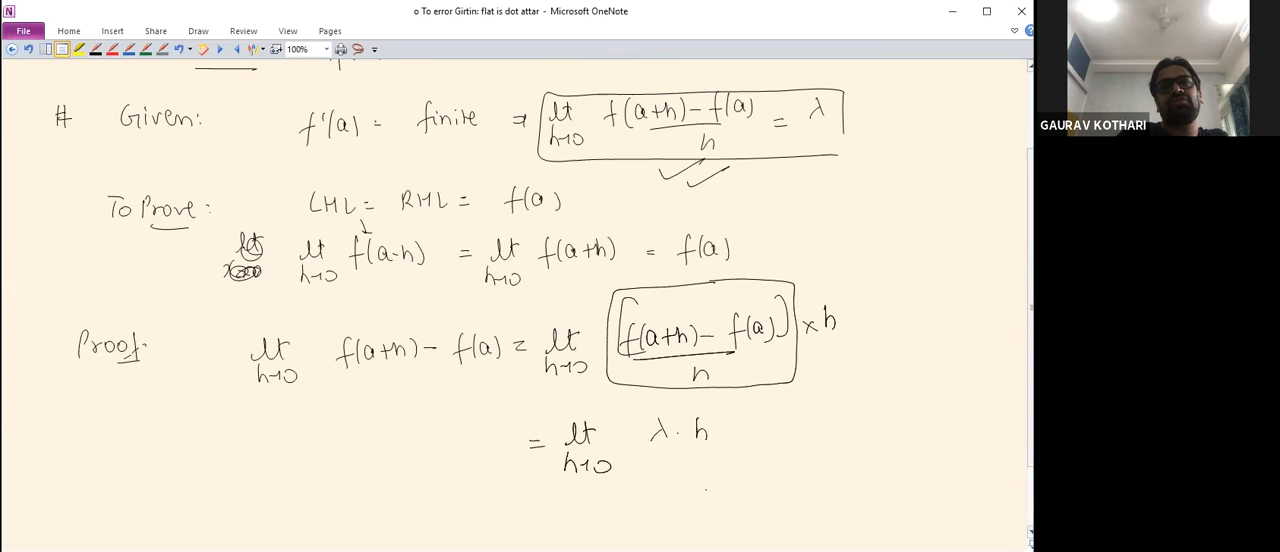 o To error Girtin: flat is dot attar - Microsoft OneNote
File Home Insert Share Draw Review View Pages
100%
GAURAV KOTHARI
# Given: f'(a) = finite ⇒ lt h→0 f(a+h) - f(a) / h = λ
To Prove: LHL = RHL = f(a)
lt h→0 f(a-h) = lt h→0 f(a+h) = f(a)
Proof: lt h→0 f(a+h) - f(a) = lt h→0 [f(a+h) - f(a)] / h × h
= lt h→0 λ . h